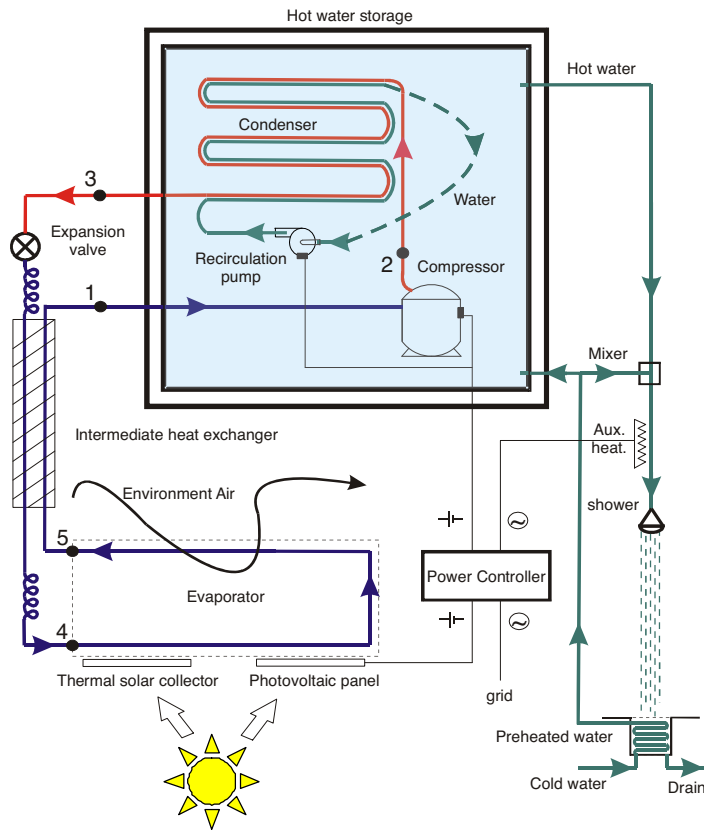 Hot water storage
Hot water
Condenser
3
Water
Expansion
valve
Recirculation
pump
2
Compressor
1
Mixer
Intermediate heat exchanger
Aux.
heat.
Environment Air
shower
5
Evaporator
Power Controller
4
Thermal solar collector
Photovoltaic panel
grid
Preheated water
Cold water
Drain